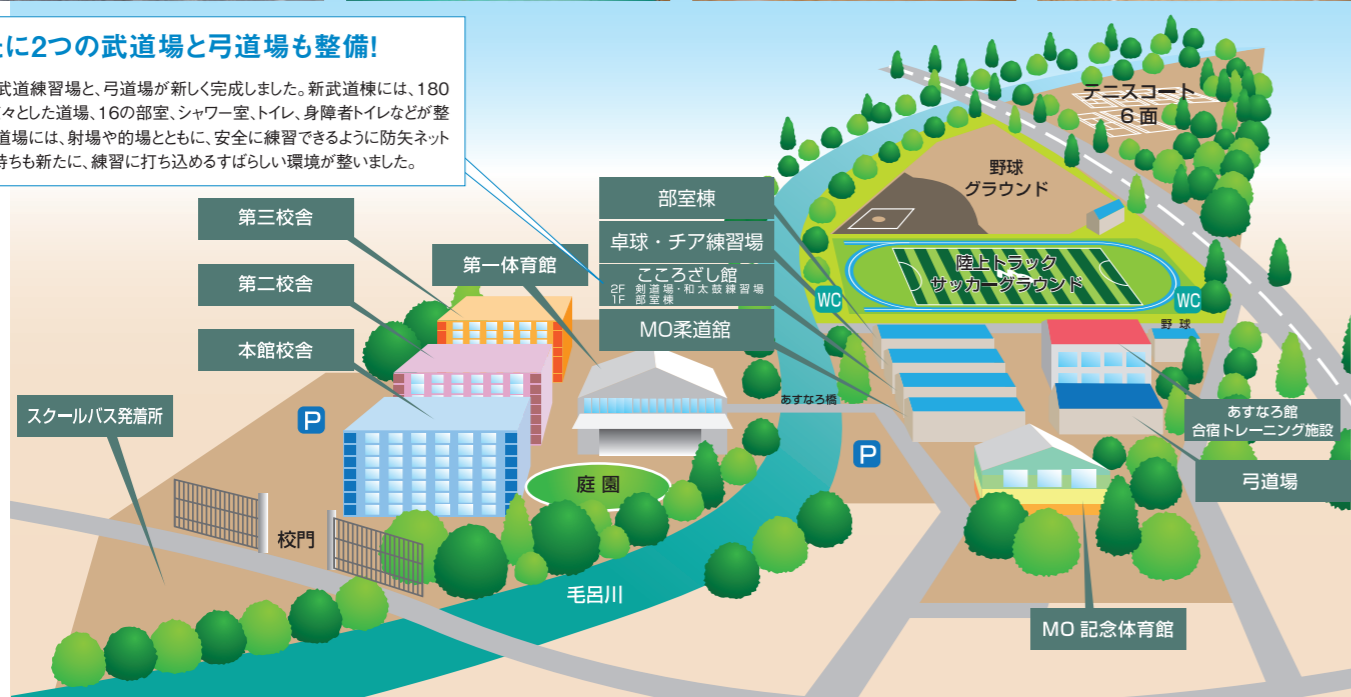 に2つの武道場と弓道場も整備!
武道練習場と、弓道場が新しく完成しました。新武道棟には、180
々とした道場、16の部室、シャワー室、トイレ、身障者トイレなどが整
道場には、射場や的場とともに、安全に練習できるように防矢ネット
持ちも新たに、練習に打ち込めるすばらしい環境が整いました。
テニスコート
6面
野球
グラウンド
陸上トラック
サッカーグラウンド
WC
WC
野球
部室棟
卓球・チア練習場
こころざし館
2F 剣道場・和太鼓練習場
1F 部室棟
MO柔道館
第三校舎
第二校舎
本館校舎
第一体育館
スクールバス発着所
P
あすなろ橋
P
あすなろ館
合宿トレーニング施設
弓道場
庭園
校門
毛呂川
MO記念体育館